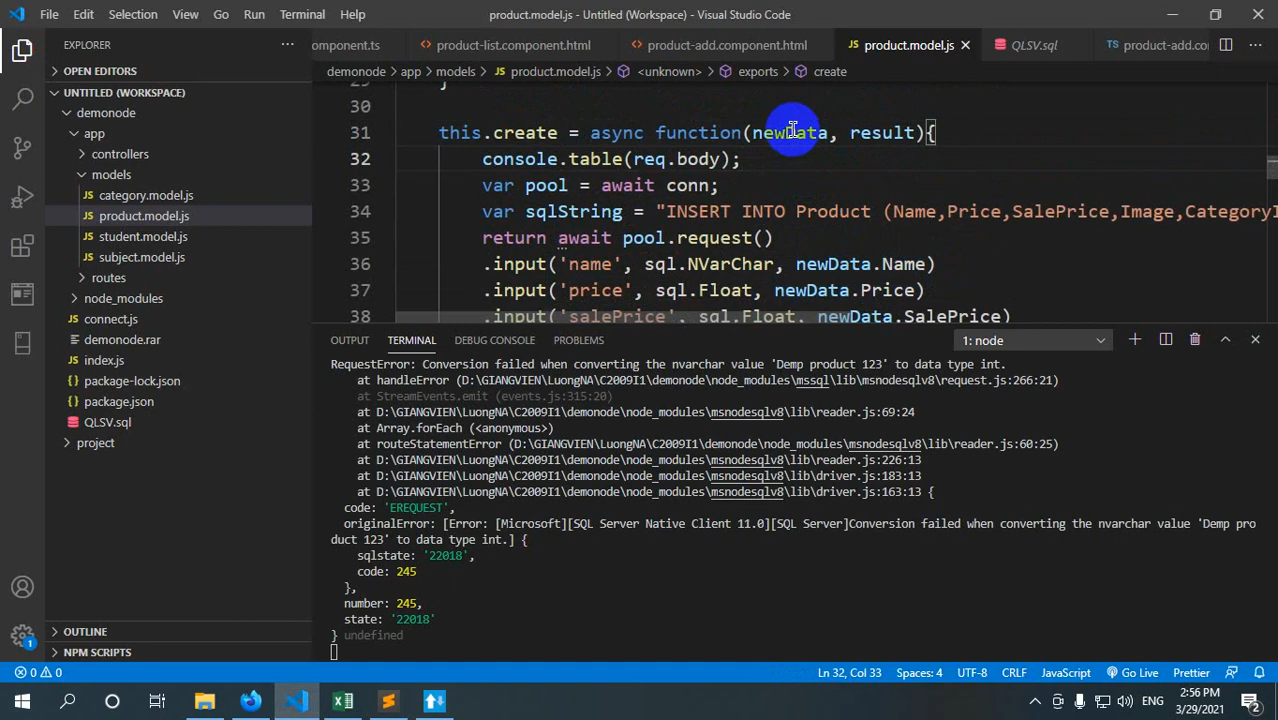 File Edit Selection View Go Run Terminal Help product.model.js - Untitled (Workspace) - Visual Studio Code
EXPLORER
OPEN EDITORS
UNTITLED (WORKSPACE)
demonode
app
controllers
models
category.model.js
product.model.js
student.model.js
subject.model.js
routes
node_modules
connect.js
demonode.rar
index.js
package-lock.json
package.json
QLSV.sql
project
OUTLINE
NPM SCRIPTS
omponent.ts product-list.component.html product-add.component.html JS product.model.js QLSV.sql TS product-add.co
demonode > app > models > JS product.model.js > <unknown> > exports > create
30
31 this.create = async function(newData, result){
32 console.table(req.body);
33 var pool = await conn;
34 var sqlString = "INSERT INTO Product (Name,Price,SalePrice,Image,CategoryI
35 return await pool.request()
36 .input('name', sql.NVarChar, newData.Name)
37 .input('price', sql.Float, newData.Price)
38 .input('salePrice', sql.Float, newData.SalePrice)
OUTPUT TERMINAL DEBUG CONSOLE PROBLEMS 1: node
RequestError: Conversion failed when converting the nvarchar value 'Demp product 123' to data type int.
at handleError (D:\GIANGVIEN\LuongNA\C2009I1\demonode\node_modules\mssql\lib\msnodesqlv8\request.js:266:21)
at StreamEvents.emit (events.js:315:20)
at D:\GIANGVIEN\LuongNA\C2009I1\demonode\node_modules\msnodesqlv8\lib\reader.js:69:24
at Array.forEach (<anonymous>)
at routeStatementError (D:\GIANGVIEN\LuongNA\C2009I1\demonode\node_modules\msnodesqlv8\lib\reader.js:60:25)
at D:\GIANGVIEN\LuongNA\C2009I1\demonode\node_modules\msnodesqlv8\lib\reader.js:226:13
at D:\GIANGVIEN\LuongNA\C2009I1\demonode\node_modules\msnodesqlv8\lib\driver.js:183:13
at D:\GIANGVIEN\LuongNA\C2009I1\demonode\node_modules\msnodesqlv8\lib\driver.js:163:13 {
code: 'EREQUEST',
originalError: [Error: [Microsoft][SQL Server Native Client 11.0][SQL Server]Conversion failed when converting the nvarchar value 'Demp pro
duct 123' to data type int.] {
sqlstate: '22018',
code: 245
},
number: 245,
state: '22018'
} undefined
0 0 Ln 32, Col 33 Spaces: 4 UTF-8 CRLF JavaScript Go Live Prettier
ENG 2:56 PM
3/29/2021